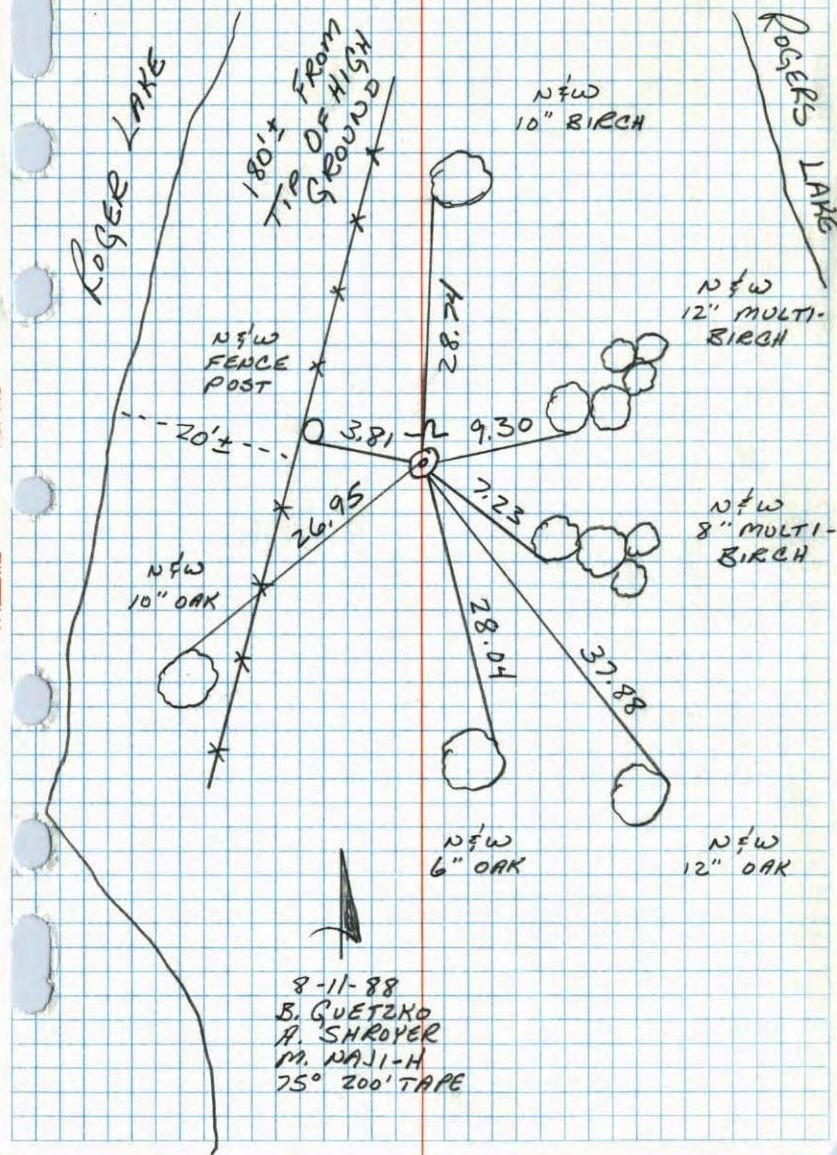 ROGER LAKE
180'± FROM
TIP OF HIGH
GROUND
N & W
10" BIRCH
ROGERS LAKE
28.74
N & W
12" MULTI-
BIRCH
N & W
FENCE
POST
20'±
3.81
9.30
26.95
7.23
N & W
8" MULTI-
BIRCH
N & W
10" OAK
28.04
37.88
N & W
6" OAK
N & W
12" OAK
8-11-88
B. GUETZKO
A. SHROYER
M. NAJI-H
75° 200' TAPE